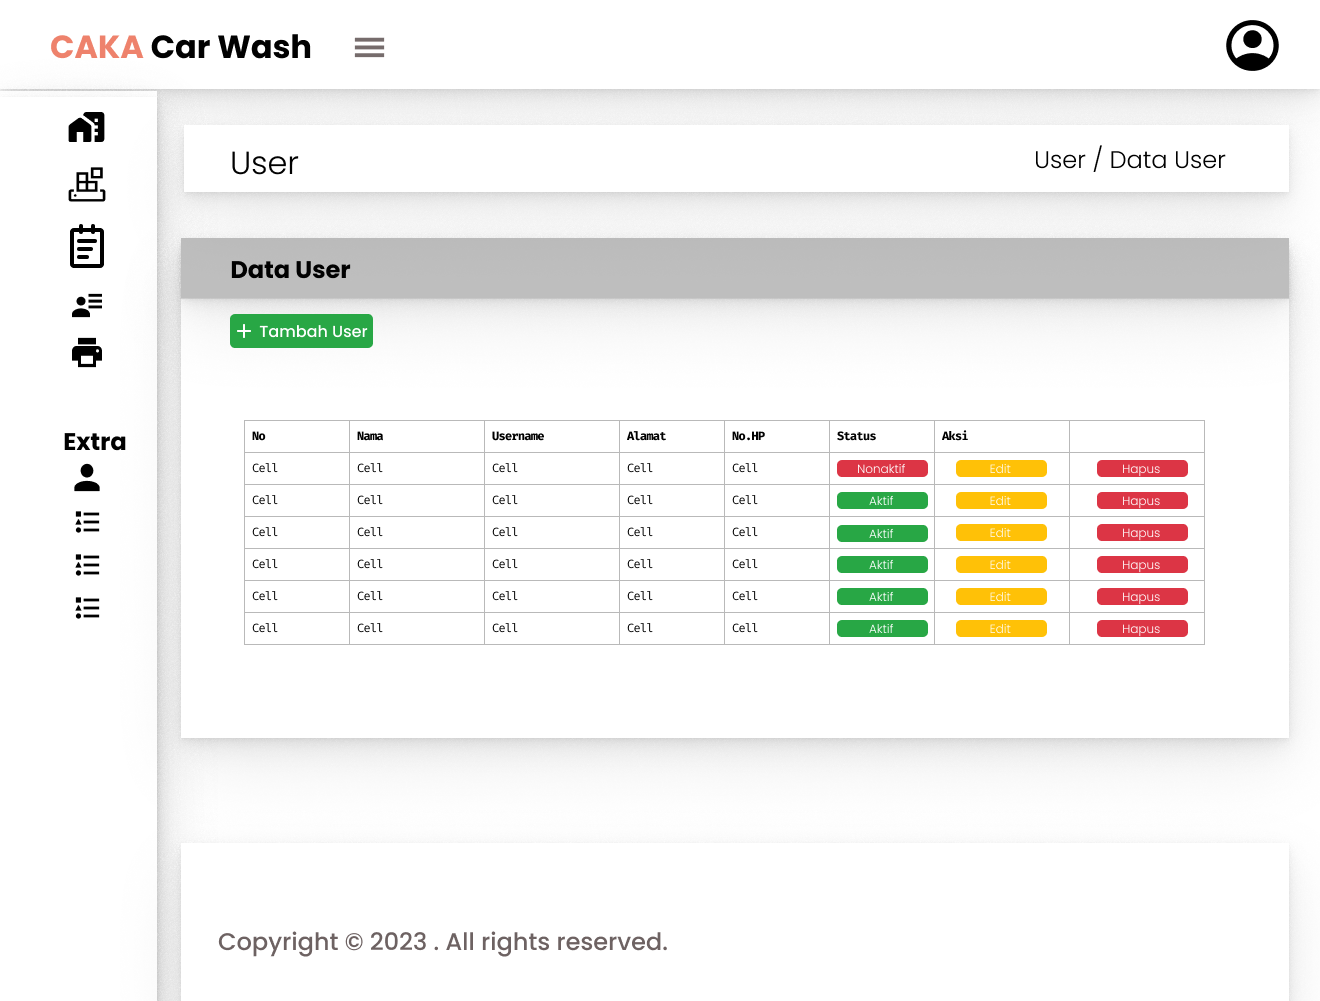 CAKA Car Wash
User
User / Data User
Data User
+ Tambah User
No Nama Username Alamat No.HP Status Aksi
Cell Cell Cell Cell Cell Nonaktif Edit Hapus
Cell Cell Cell Cell Cell Aktif Edit Hapus
Cell Cell Cell Cell Cell Aktif Edit Hapus
Cell Cell Cell Cell Cell Aktif Edit Hapus
Cell Cell Cell Cell Cell Aktif Edit Hapus
Cell Cell Cell Cell Cell Aktif Edit Hapus
Extra
Copyright © 2023 . All rights reserved.